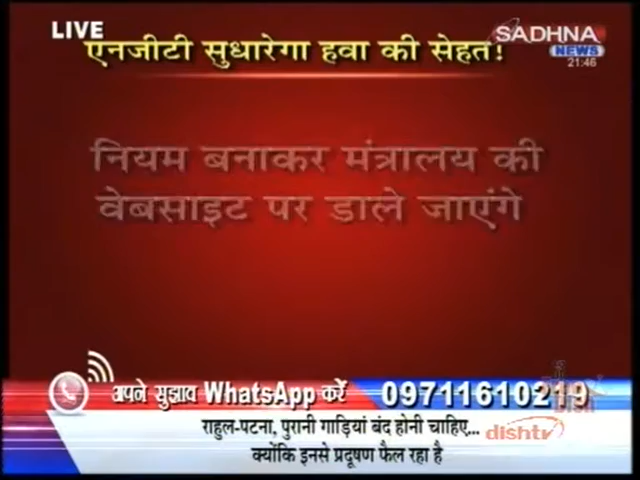 LIVE
SADHNA
NEWS
21:46
एनजीटी सुधारेगा हवा की सेहत!
नियम बनाकर मंत्रालय की
वेबसाइट पर डाले जाएंगे
अपने सुझाव WhatsApp करें 09711610219
राहुल-पटना, पुरानी गाड़ियां बंद होनी चाहिए...
क्योंकि इनसे प्रदूषण फैल रहा है
dishtv